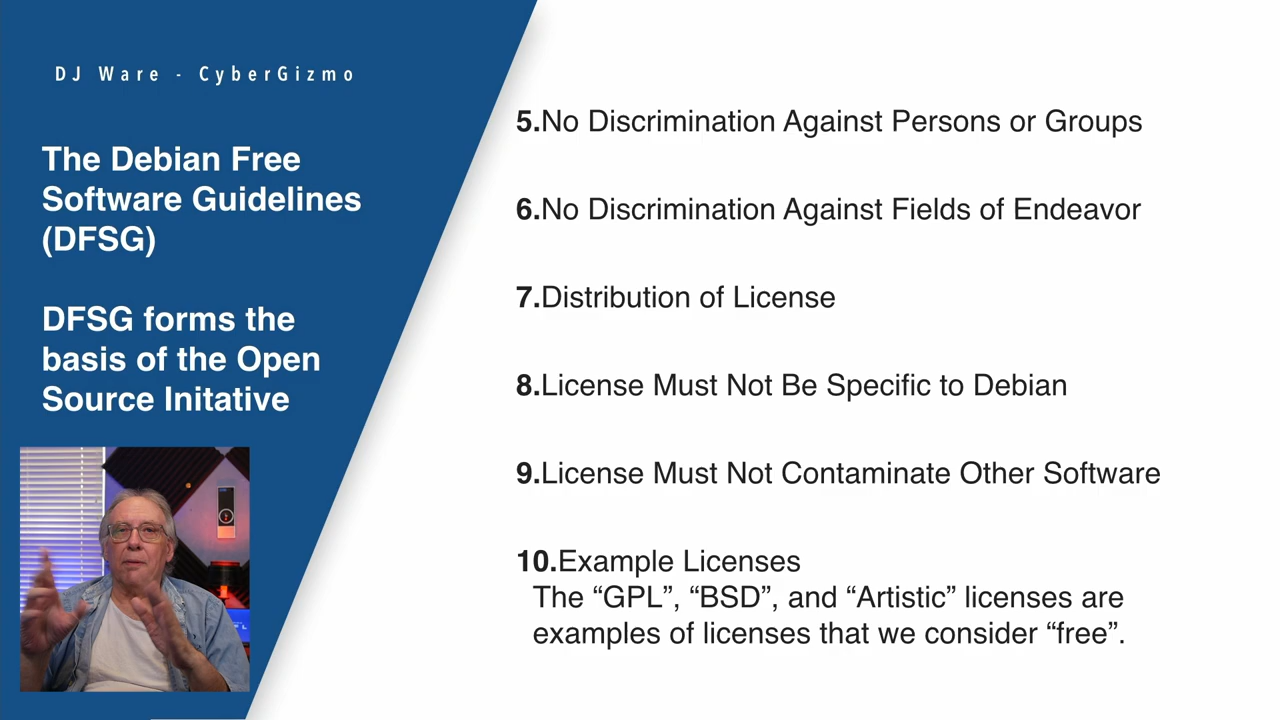 DJ Ware - CyberGizmo
The Debian Free
Software Guidelines
(DFSG)
DFSG forms the
basis of the Open
Source Initative
5.No Discrimination Against Persons or Groups
6.No Discrimination Against Fields of Endeavor
7.Distribution of License
8.License Must Not Be Specific to Debian
9.License Must Not Contaminate Other Software
10.Example Licenses
The “GPL”, “BSD”, and “Artistic” licenses are
examples of licenses that we consider “free”.